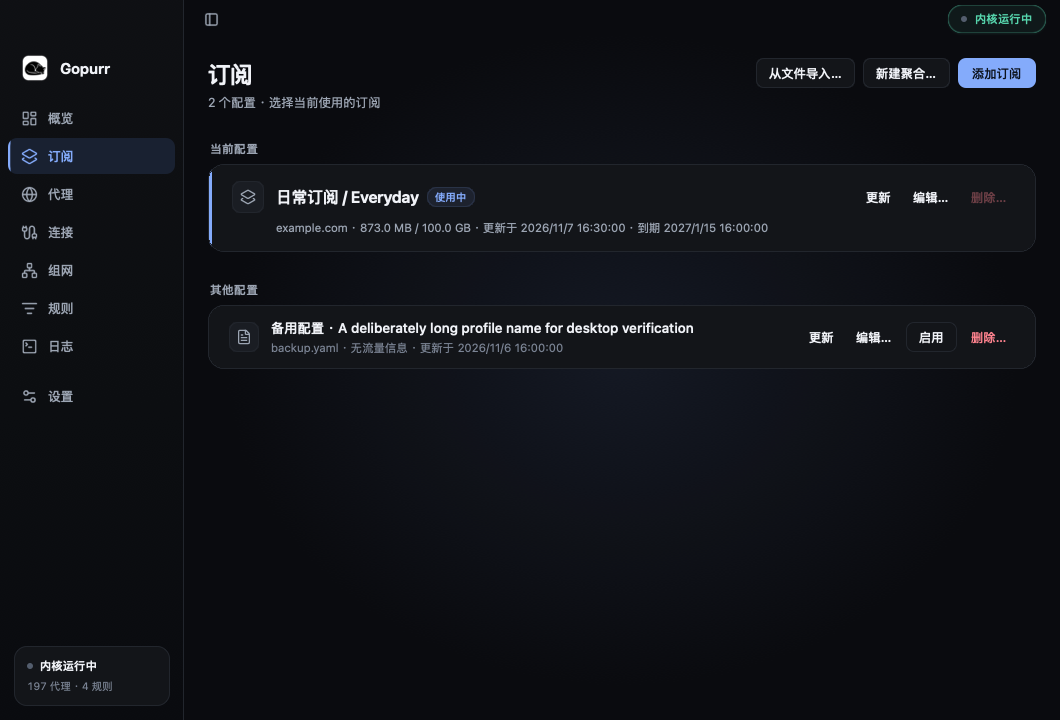 内核运行中
Gopurr
概览
订阅
代理
连接
组网
规则
日志
设置
内核运行中
197 代理 · 4 规则
订阅
2 个配置 · 选择当前使用的订阅
从文件导入...
新建聚合...
添加订阅
当前配置
日常订阅 / Everyday 使用中
example.com · 873.0 MB / 100.0 GB · 更新于 2026/11/7 16:30:00 · 到期 2027/1/15 16:00:00
更新 编辑... 删除...
其他配置
备用配置 · A deliberately long profile name for desktop verification
backup.yaml · 无流量信息 · 更新于 2026/11/6 16:00:00
更新 编辑... 启用 删除...